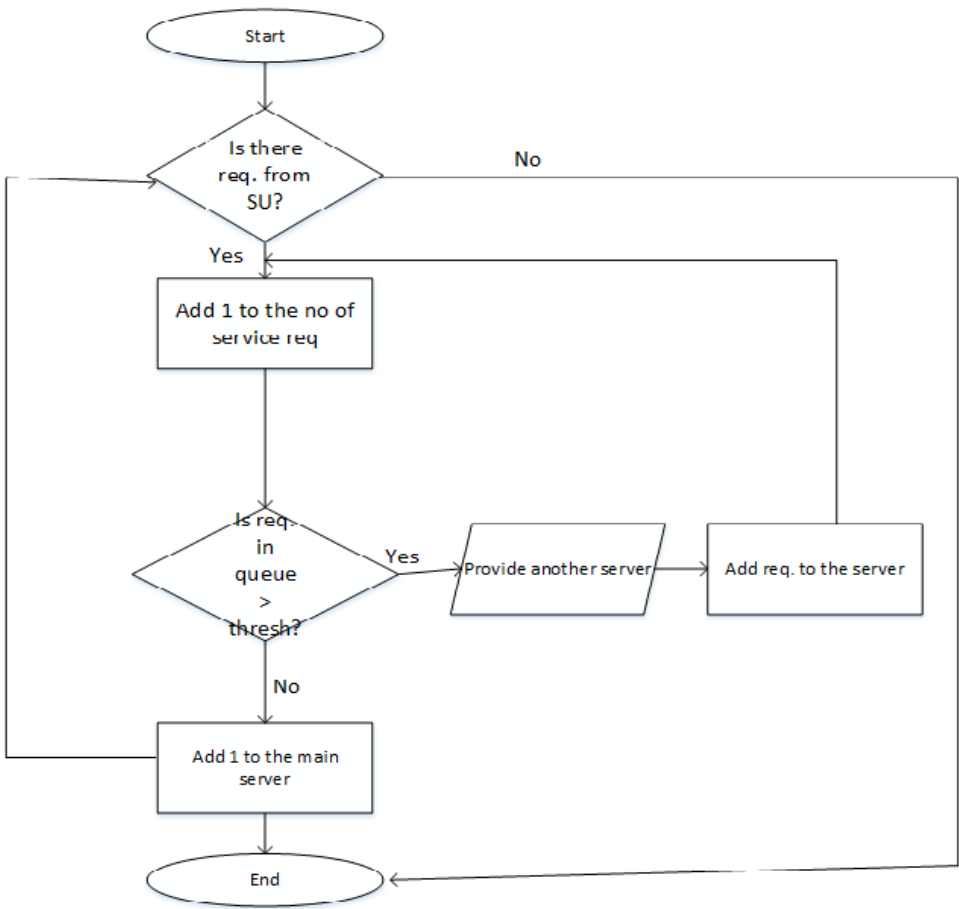 Start
Is there
req. from
SU?
No
Yes
Add 1 to the no of
service req
Is req.
in
queue
>
thresh?
Yes
Provide another server
Add req. to the server
No
Add 1 to the main
server
End